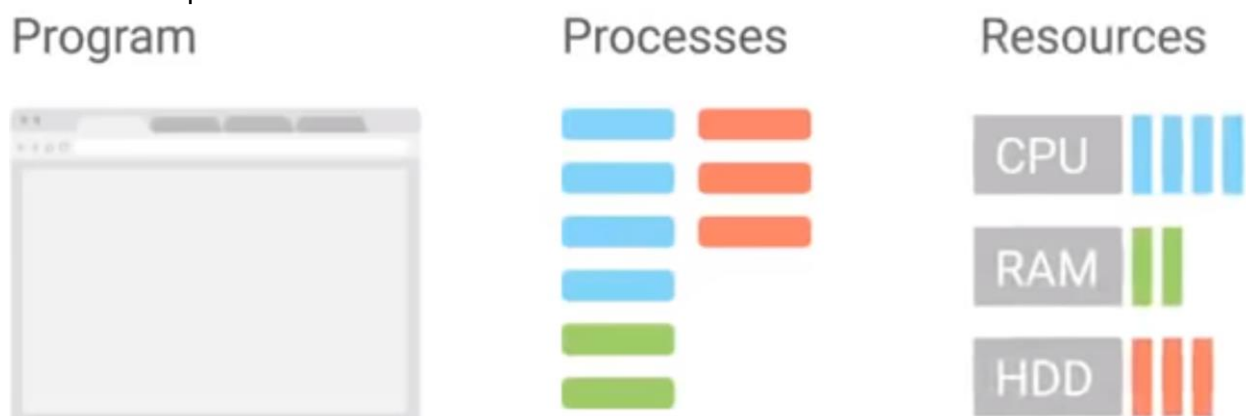 Program
Processes
Resources
CPU
RAM
HDD